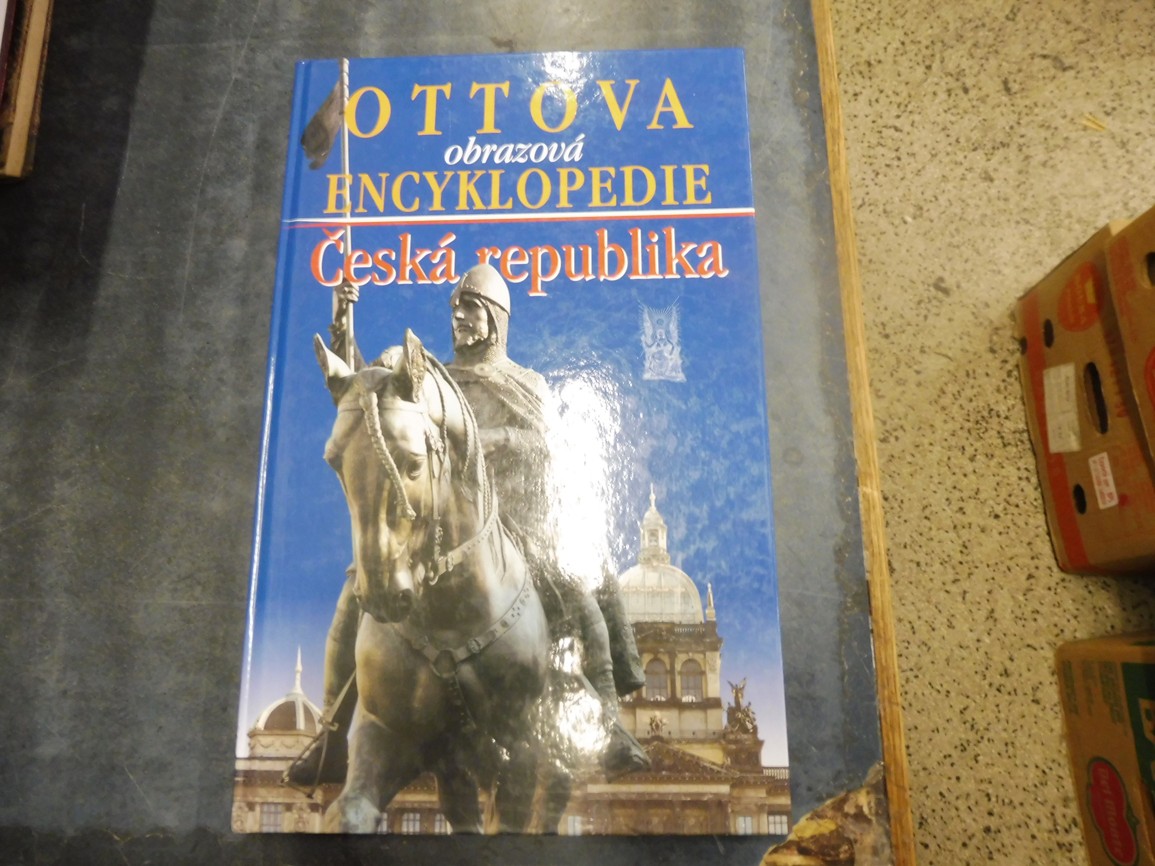 OTTOVA
obrazová
ENCYKLOPEDIE
Česká republika